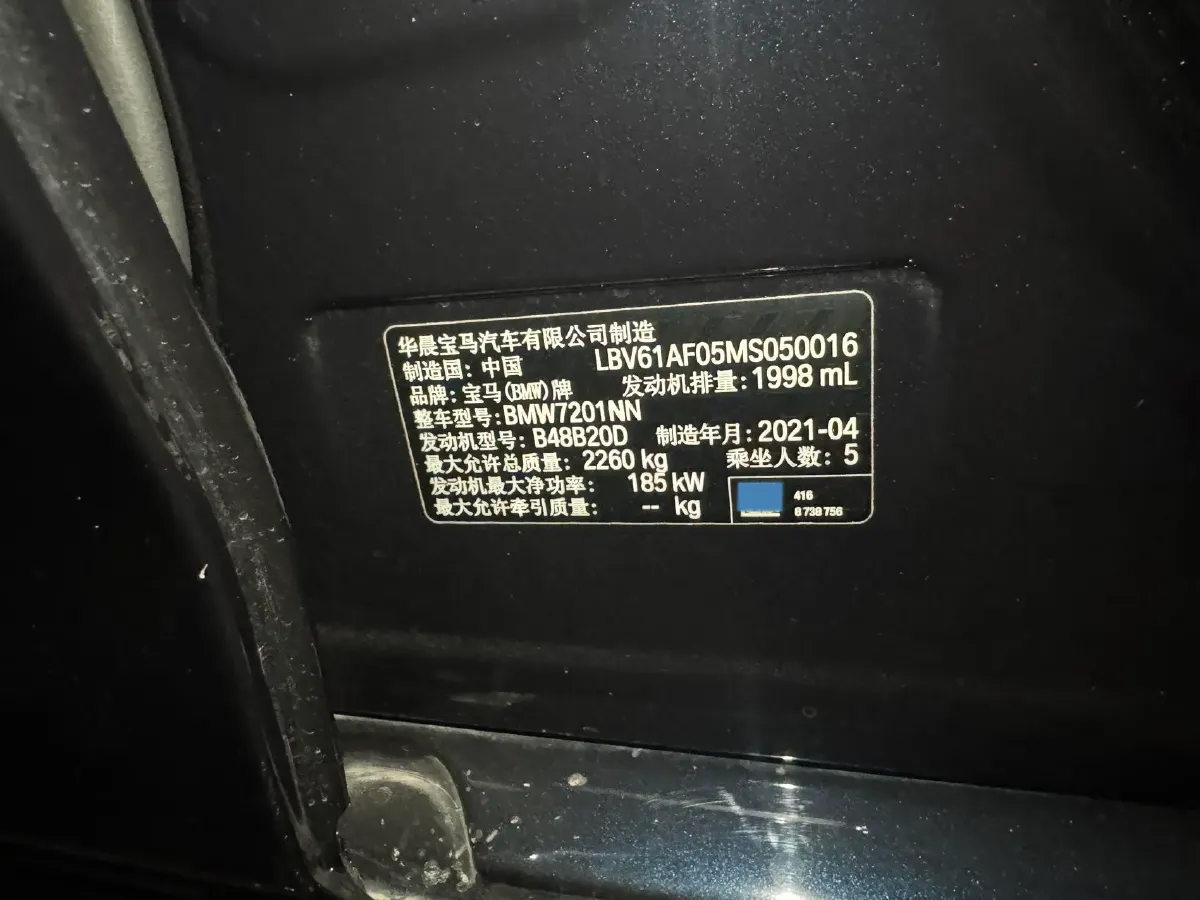 华晨宝马汽车有限公司制造
制造国：中国 LBV61AF05MS050016
品牌：宝马(BMW)牌 发动机排量：1998 mL
整车型号：BMW7201NN
发动机型号：B48B20D 制造年月：2021-04
最大允许总质量：2260 kg 乘坐人数：5
发动机最大净功率：185 kW
最大允许牵引质量：-- kg
416
8 738 756